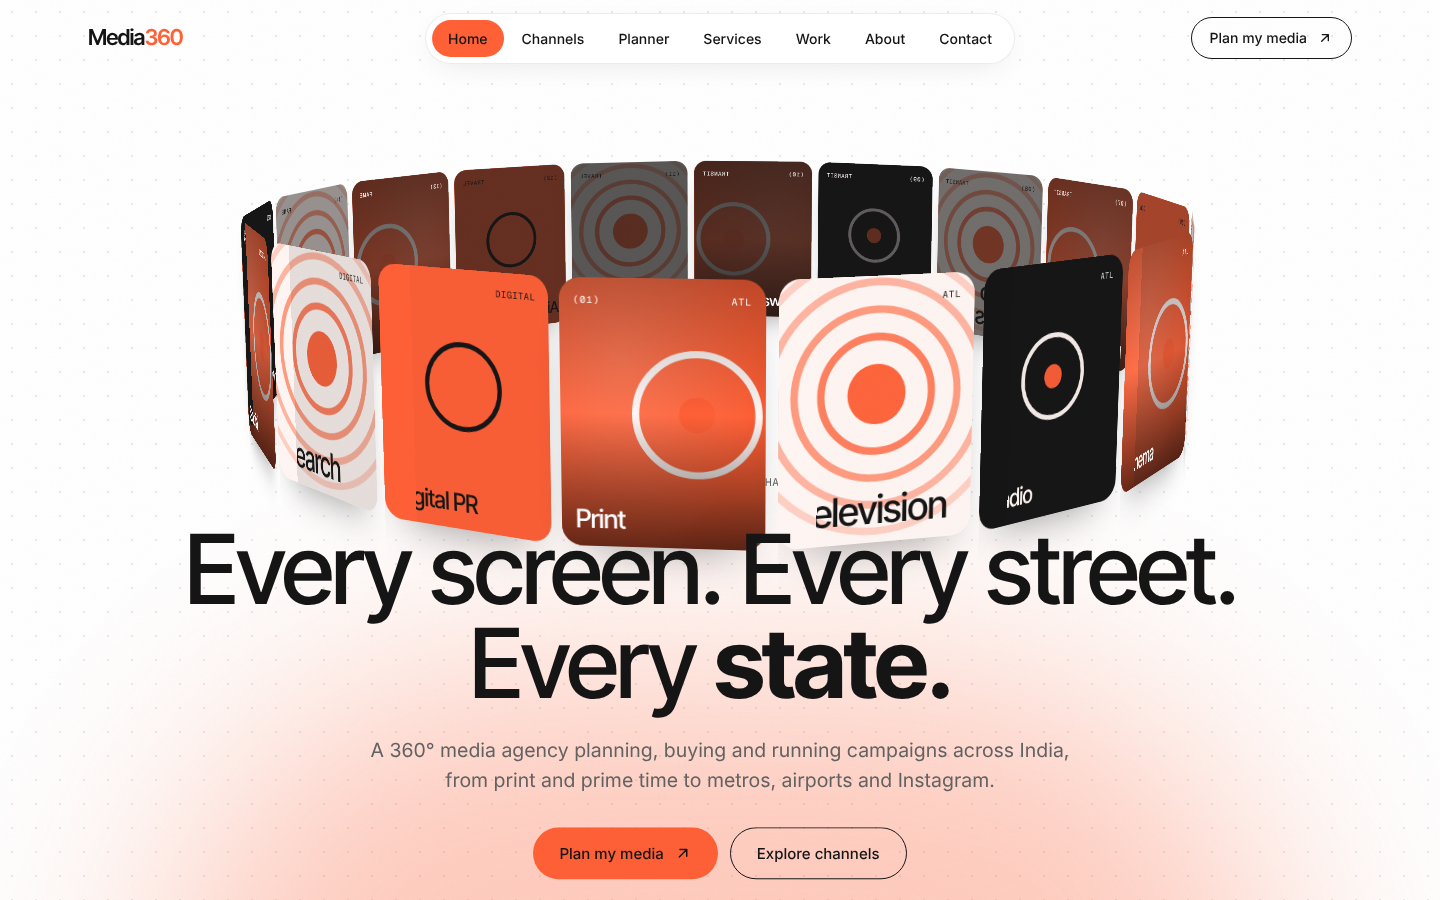 Media360
Home
Channels
Planner
Services
Work
About
Contact
Plan my media
DIGITAL
DIGITAL
(01)
ATL
ATL
ATL
earch
gital PR
Print
elevision
dio
nema
Every screen. Every street.
Every state.
A 360° media agency planning, buying and running campaigns across India,
from print and prime time to metros, airports and Instagram.
Plan my media
Explore channels